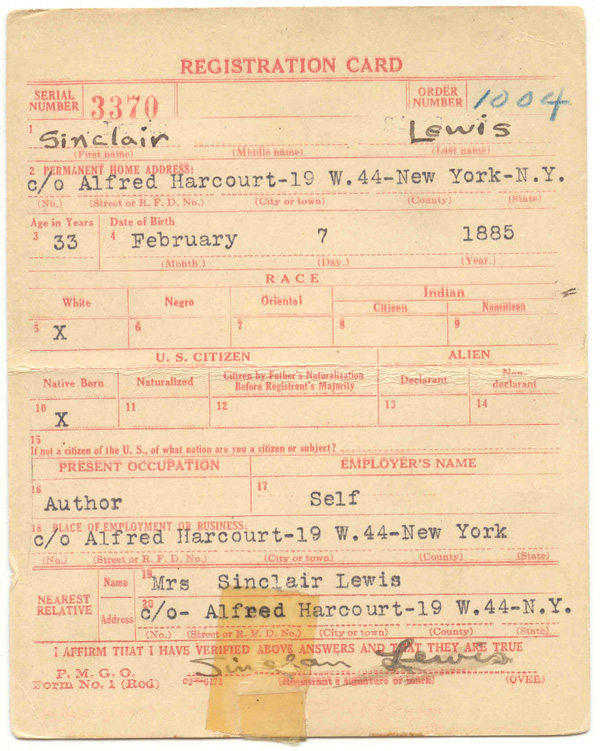 REGISTRATION CARD
SERIAL NUMBER 3370 ORDER NUMBER 1004
1 Sinclair Lewis
(First name) (Middle name) (Last name)
2 PERMANENT HOME ADDRESS:
c/o Alfred Harcourt-19 W.44-New York-N.Y.
(No.) (Street or R. F. D. No.) (City or town) (County) (State)
Age in Years Date of Birth
3 33 4 February 7 1885
(Month.) (Day.) (Year.)
RACE
White Negro Oriental Indian
Citizen Noncitizen
5 X 6 7 8 9
U. S. CITIZEN ALIEN
Native Born Naturalized Citizen by Father's Naturalization Before Registrant's Majority Declarant Non-declarant
10 X 11 12 13 14
15
If not a citizen of the U. S., of what nation are you a citizen or subject?
PRESENT OCCUPATION EMPLOYER'S NAME
16 Author 17 Self
18 PLACE OF EMPLOYMENT OR BUSINESS:
c/o Alfred Harcourt-19 W.44-New York
(No.) (Street or R. F. D. No.) (City or town) (County) (State)
NEAREST RELATIVE Name 19 Mrs Sinclair Lewis
Address 20 c/o- Alfred Harcourt-19 W.44-N.Y.
(No.) (Street or R. F. D. No.) (City or town) (County) (State)
I AFFIRM THAT I HAVE VERIFIED ABOVE ANSWERS AND THAT THEY ARE TRUE
Sinclair Lewis
P. M. G. O.
Form No. 1 (Red) (Registrant's signature or mark) (OVER)